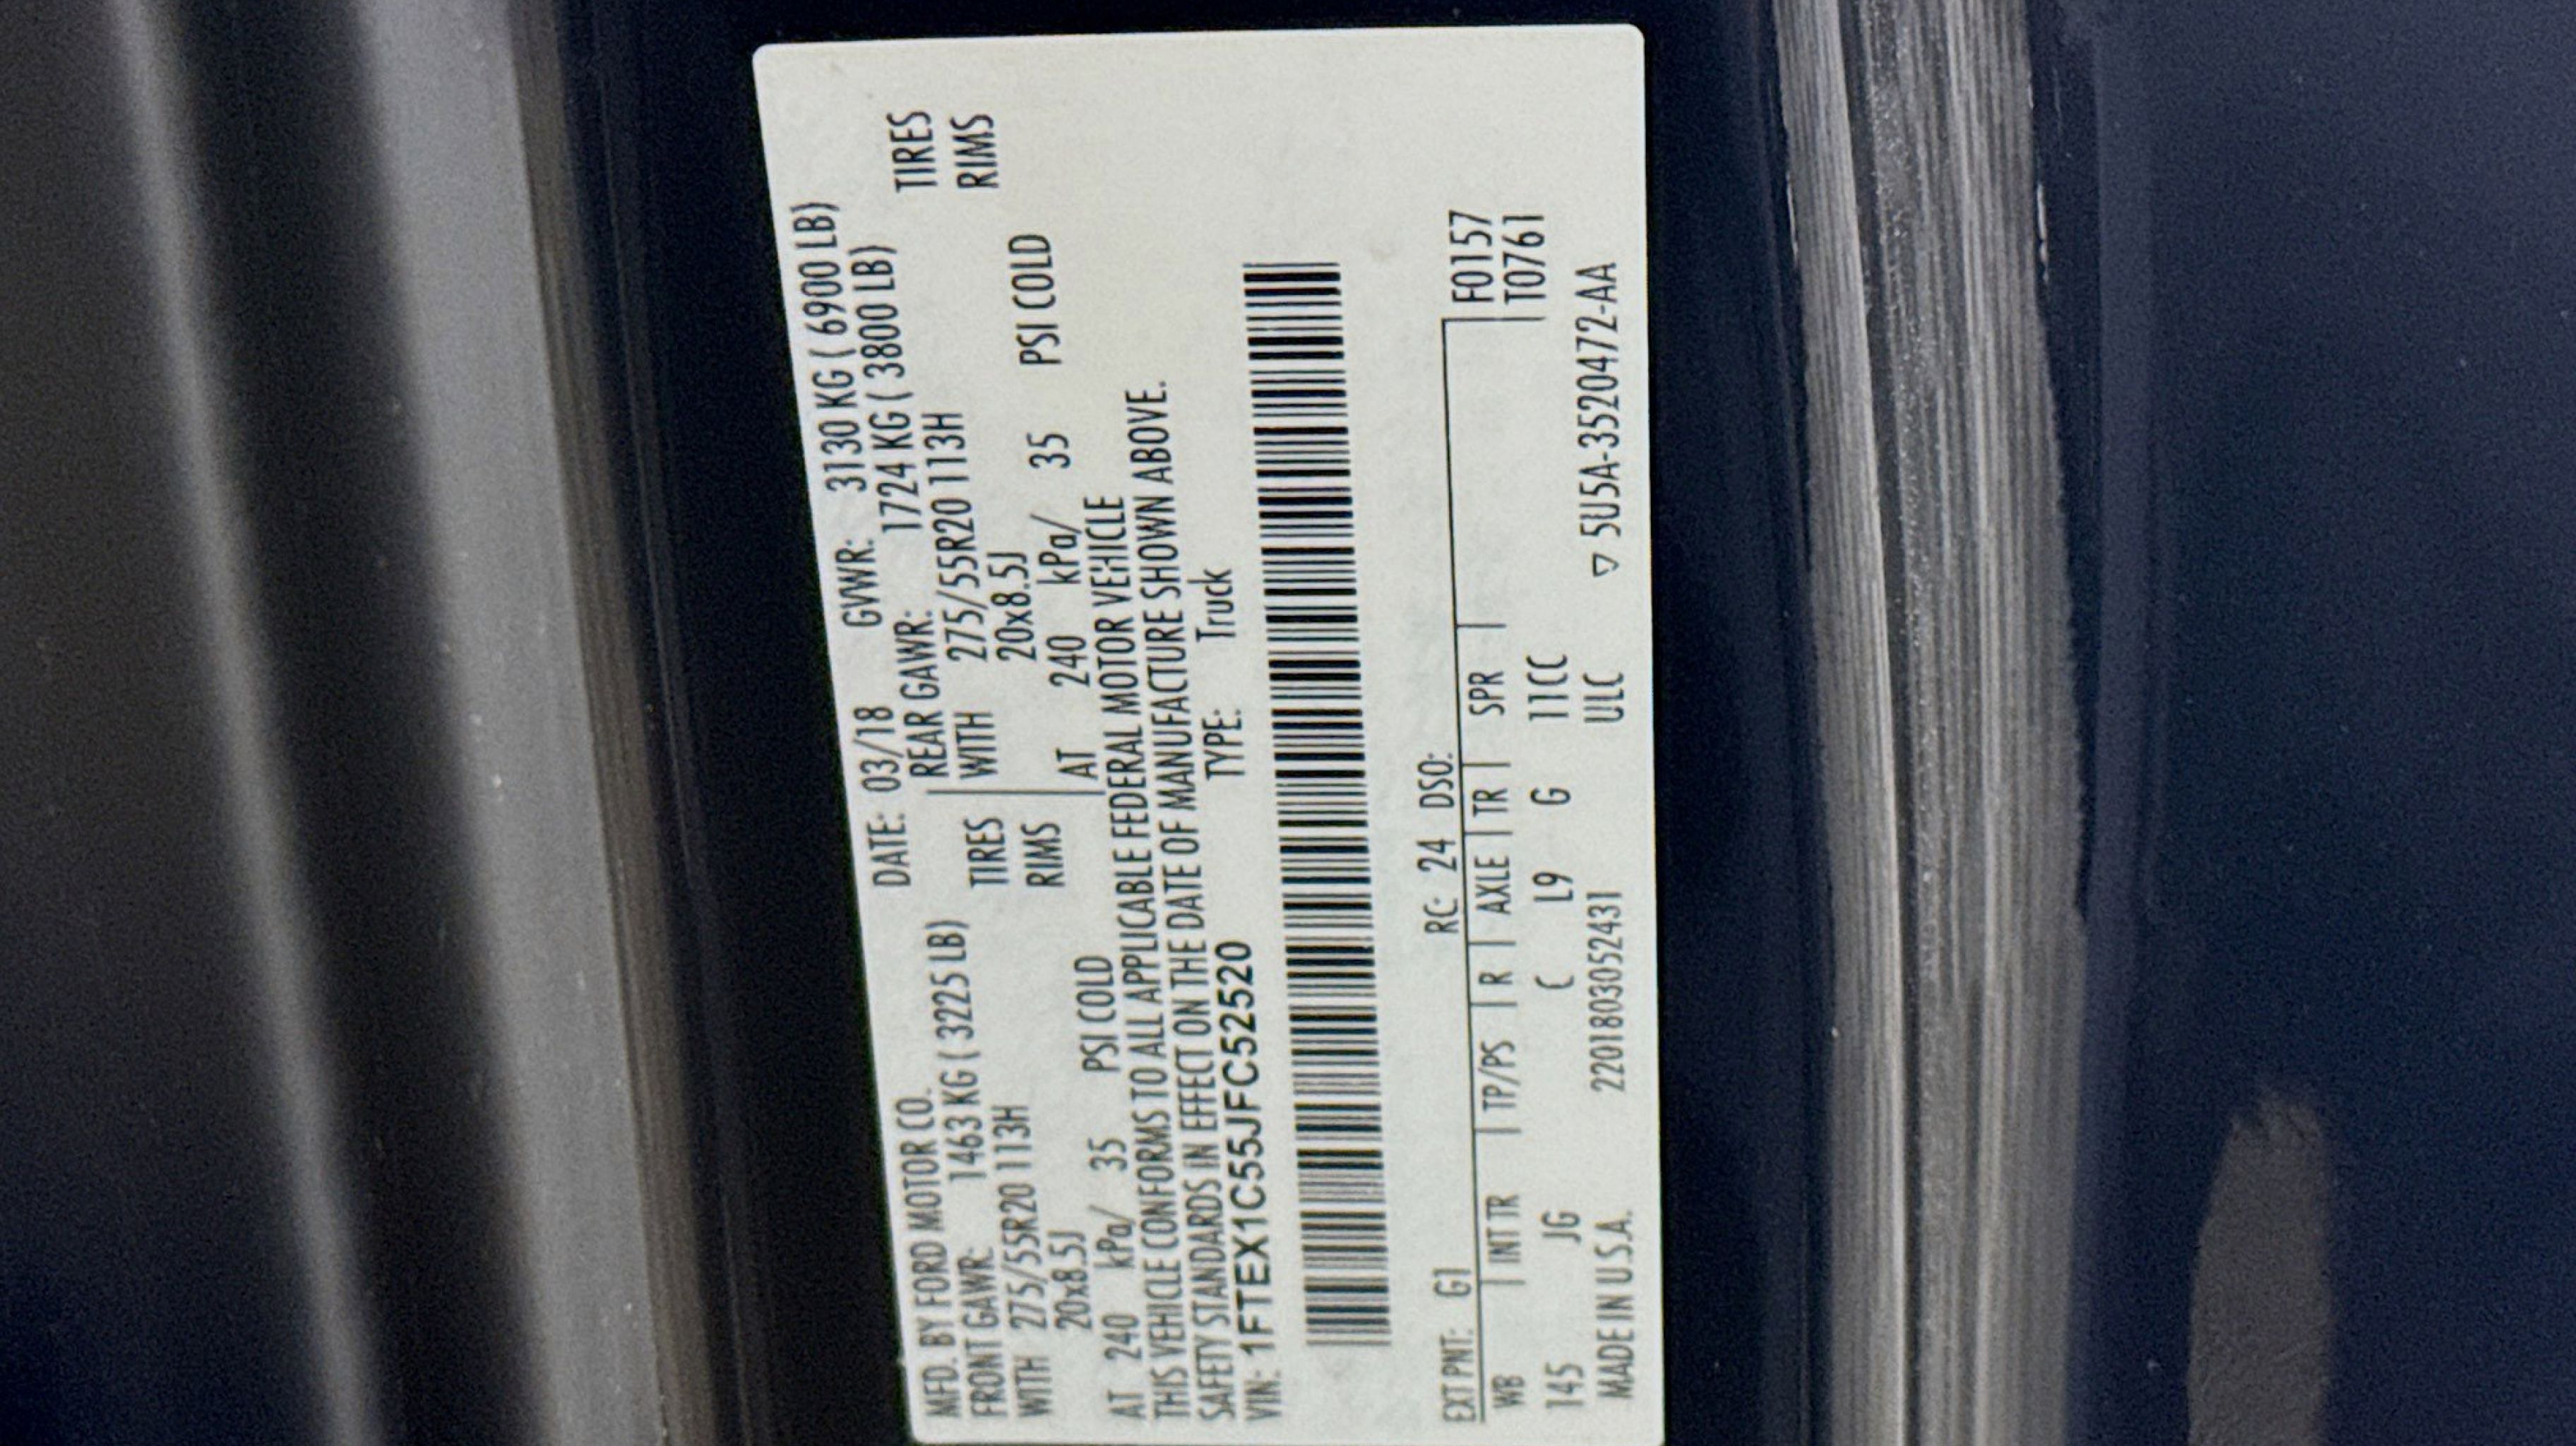 MFD. BY FORD MOTOR CO. DATE: 03/18 GVWR: 3130 KG ( 6900 LB)
FRONT GAWR: 1463 KG ( 3225 LB) REAR GAWR: 1724 KG ( 3800 LB)
WITH 275/55R20 113H TIRES WITH 275/55R20 113H TIRES
20x8.5J RIMS 20x8.5J RIMS
AT 240 kPa/ 35 PSI COLD AT 240 kPa/ 35 PSI COLD
THIS VEHICLE CONFORMS TO ALL APPLICABLE FEDERAL MOTOR VEHICLE
SAFETY STANDARDS IN EFFECT ON THE DATE OF MANUFACTURE SHOWN ABOVE.
VIN: 1FTEX1C55JFC52520 TYPE: Truck
EXT PNT: G1 RC: 24 DSO: F0157
WB INT TR TP/PS R AXLE TR SPR T0761
145 JG C L9 G 11CC
MADE IN U.S.A. 220180305243​1 ULC ▽ 5U5A-3520472-AA